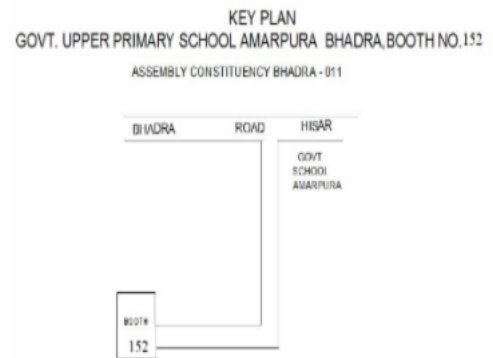 KEY PLAN
GOVT. UPPER PRIMARY SCHOOL AMARPURA BHADRA, BOOTH NO. 152
ASSEMBLY CONSTITUENCY BHADRA - 011
BHADRA ROAD HISAR
GOVT
SCHOOL
AMARPURA
BOOTH
152